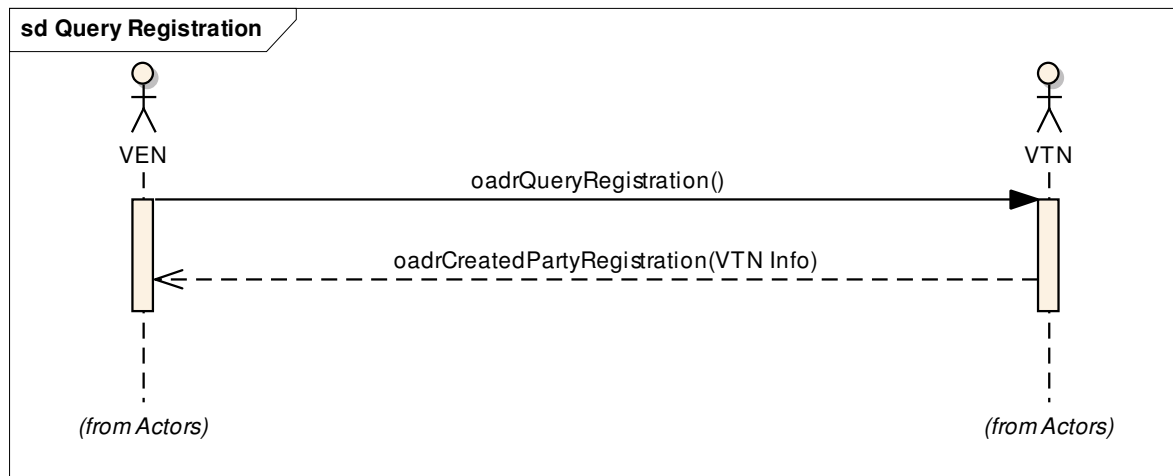 sd Query Registration
VEN
VTN
oadrQueryRegistration()
oadrCreatedPartyRegistration(VTN Info)
(from Actors)
(from Actors)